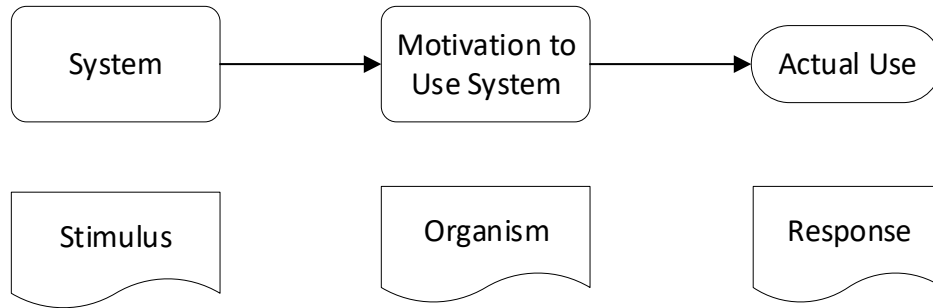 System
Motivation to
Use System
Actual Use
Stimulus
Organism
Response